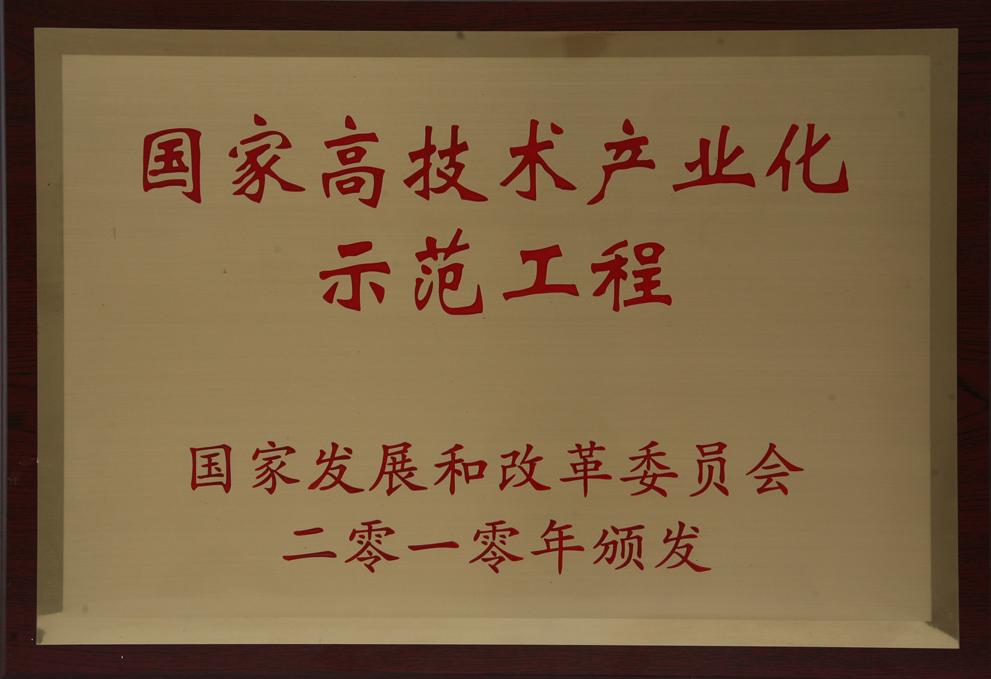 国家高技术产业化
示范工程
国家发展和改革委员会
二零一零年颁发